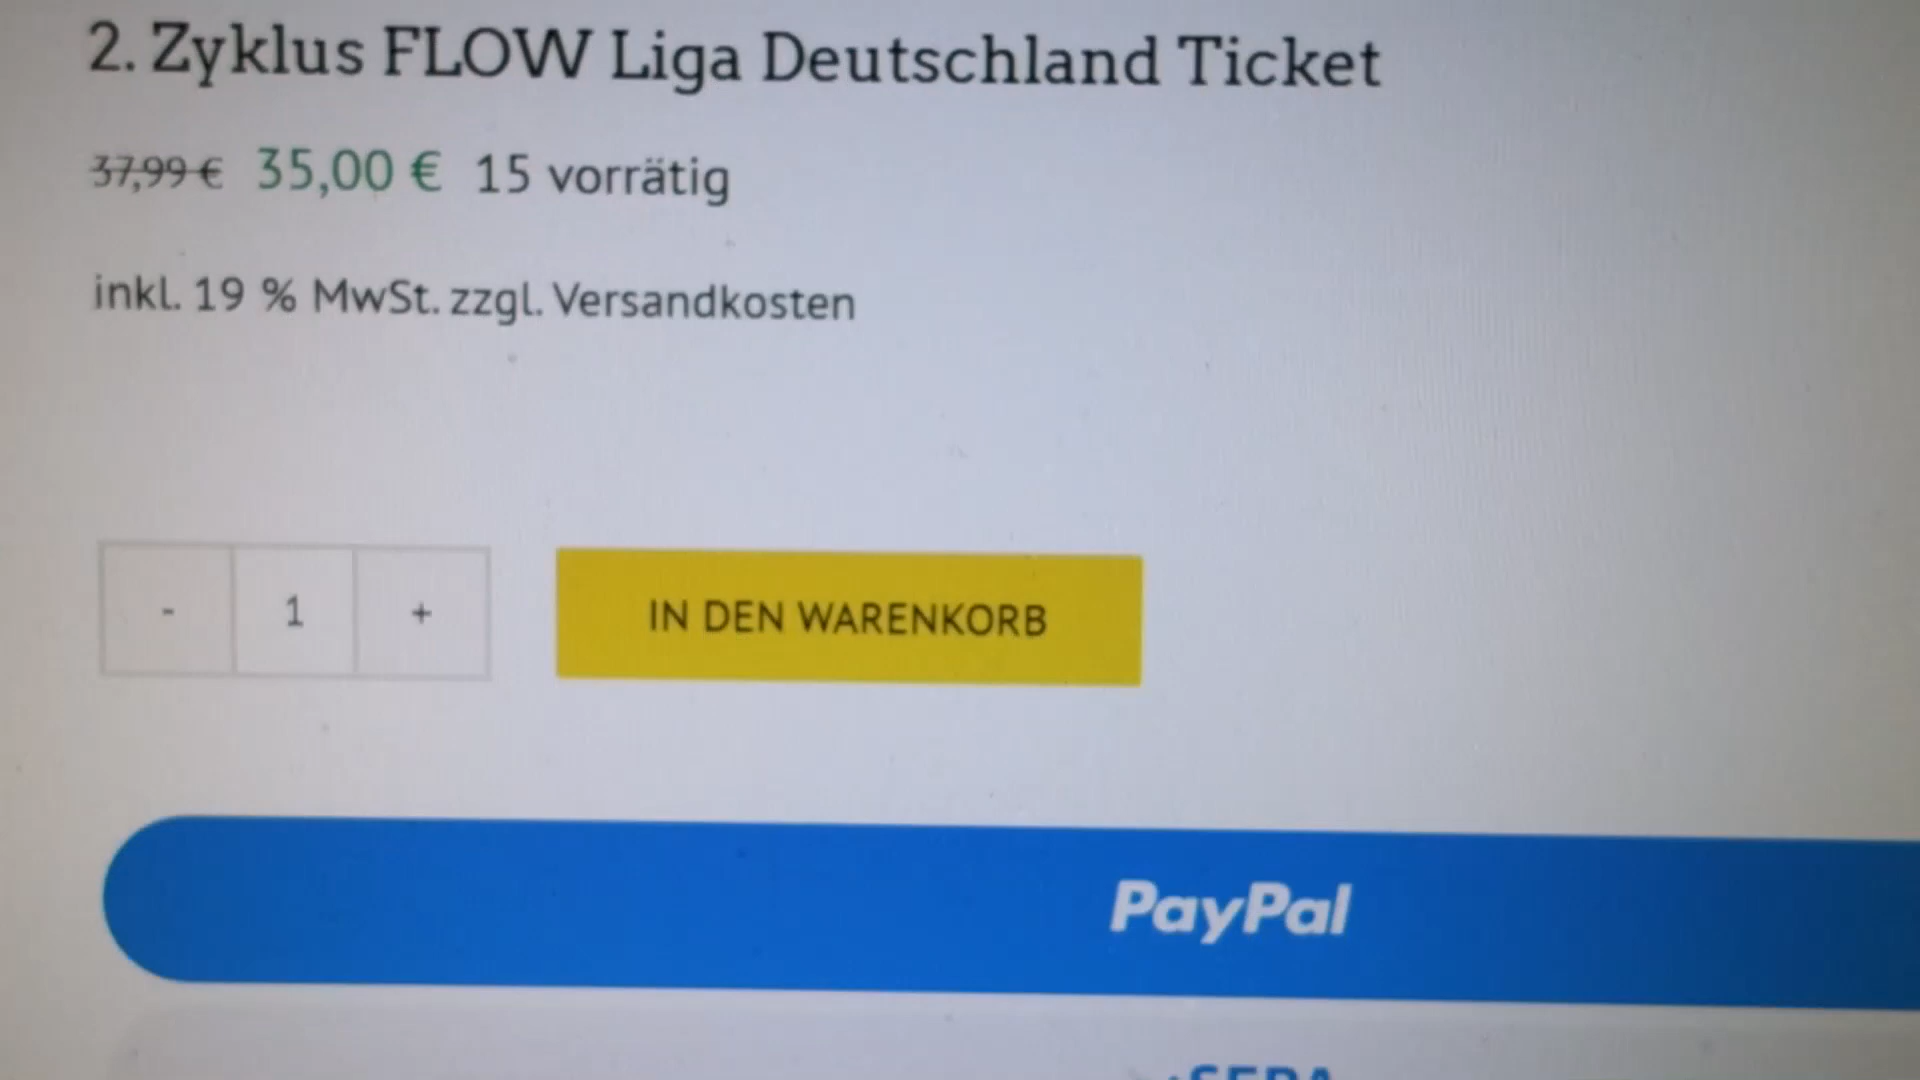 2. Zyklus FLOW Liga Deutschland Ticket
37,99 € 35,00 € 15 vorrätig
inkl. 19 % MwSt. zzgl. Versandkosten
- 1 +
IN DEN WARENKORB
PayPal
SEPA